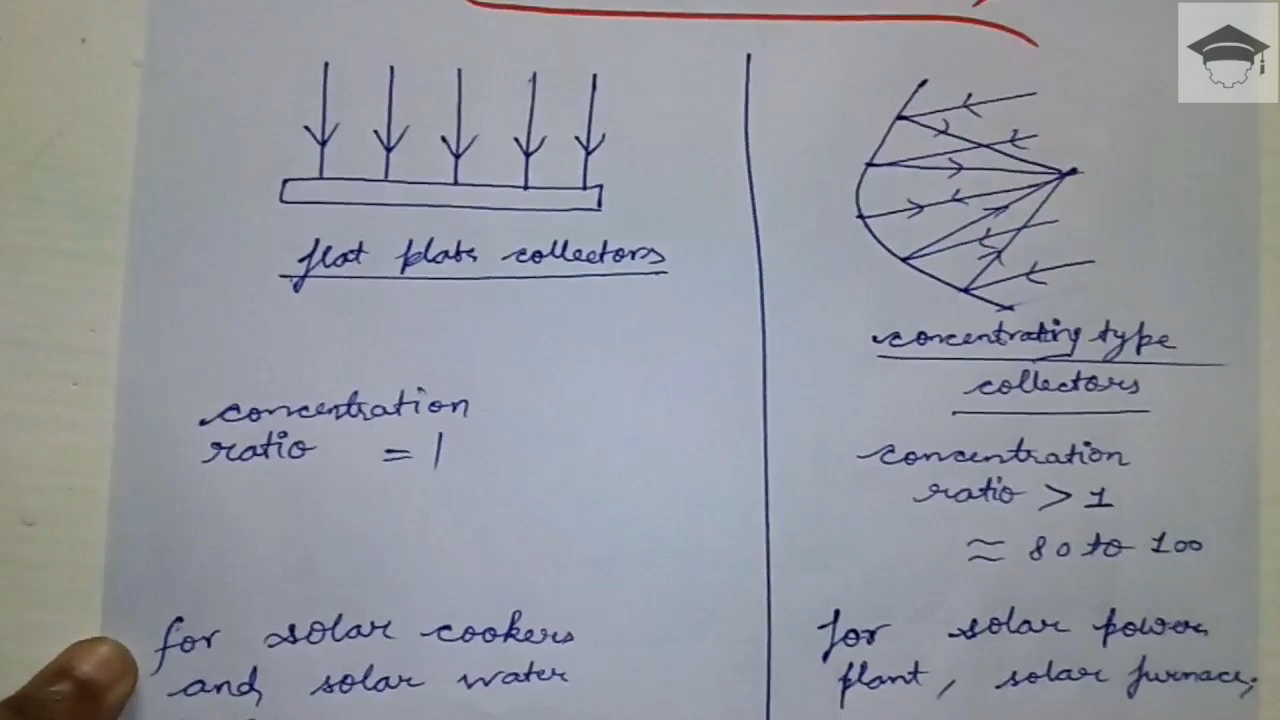 flat plate collectors
concentration
ratio = 1
for solar cookers
and solar water
concentrating type
collectors
concentration
ratio > 1
≈ 80 to 100
for solar power
plant, solar furnace,